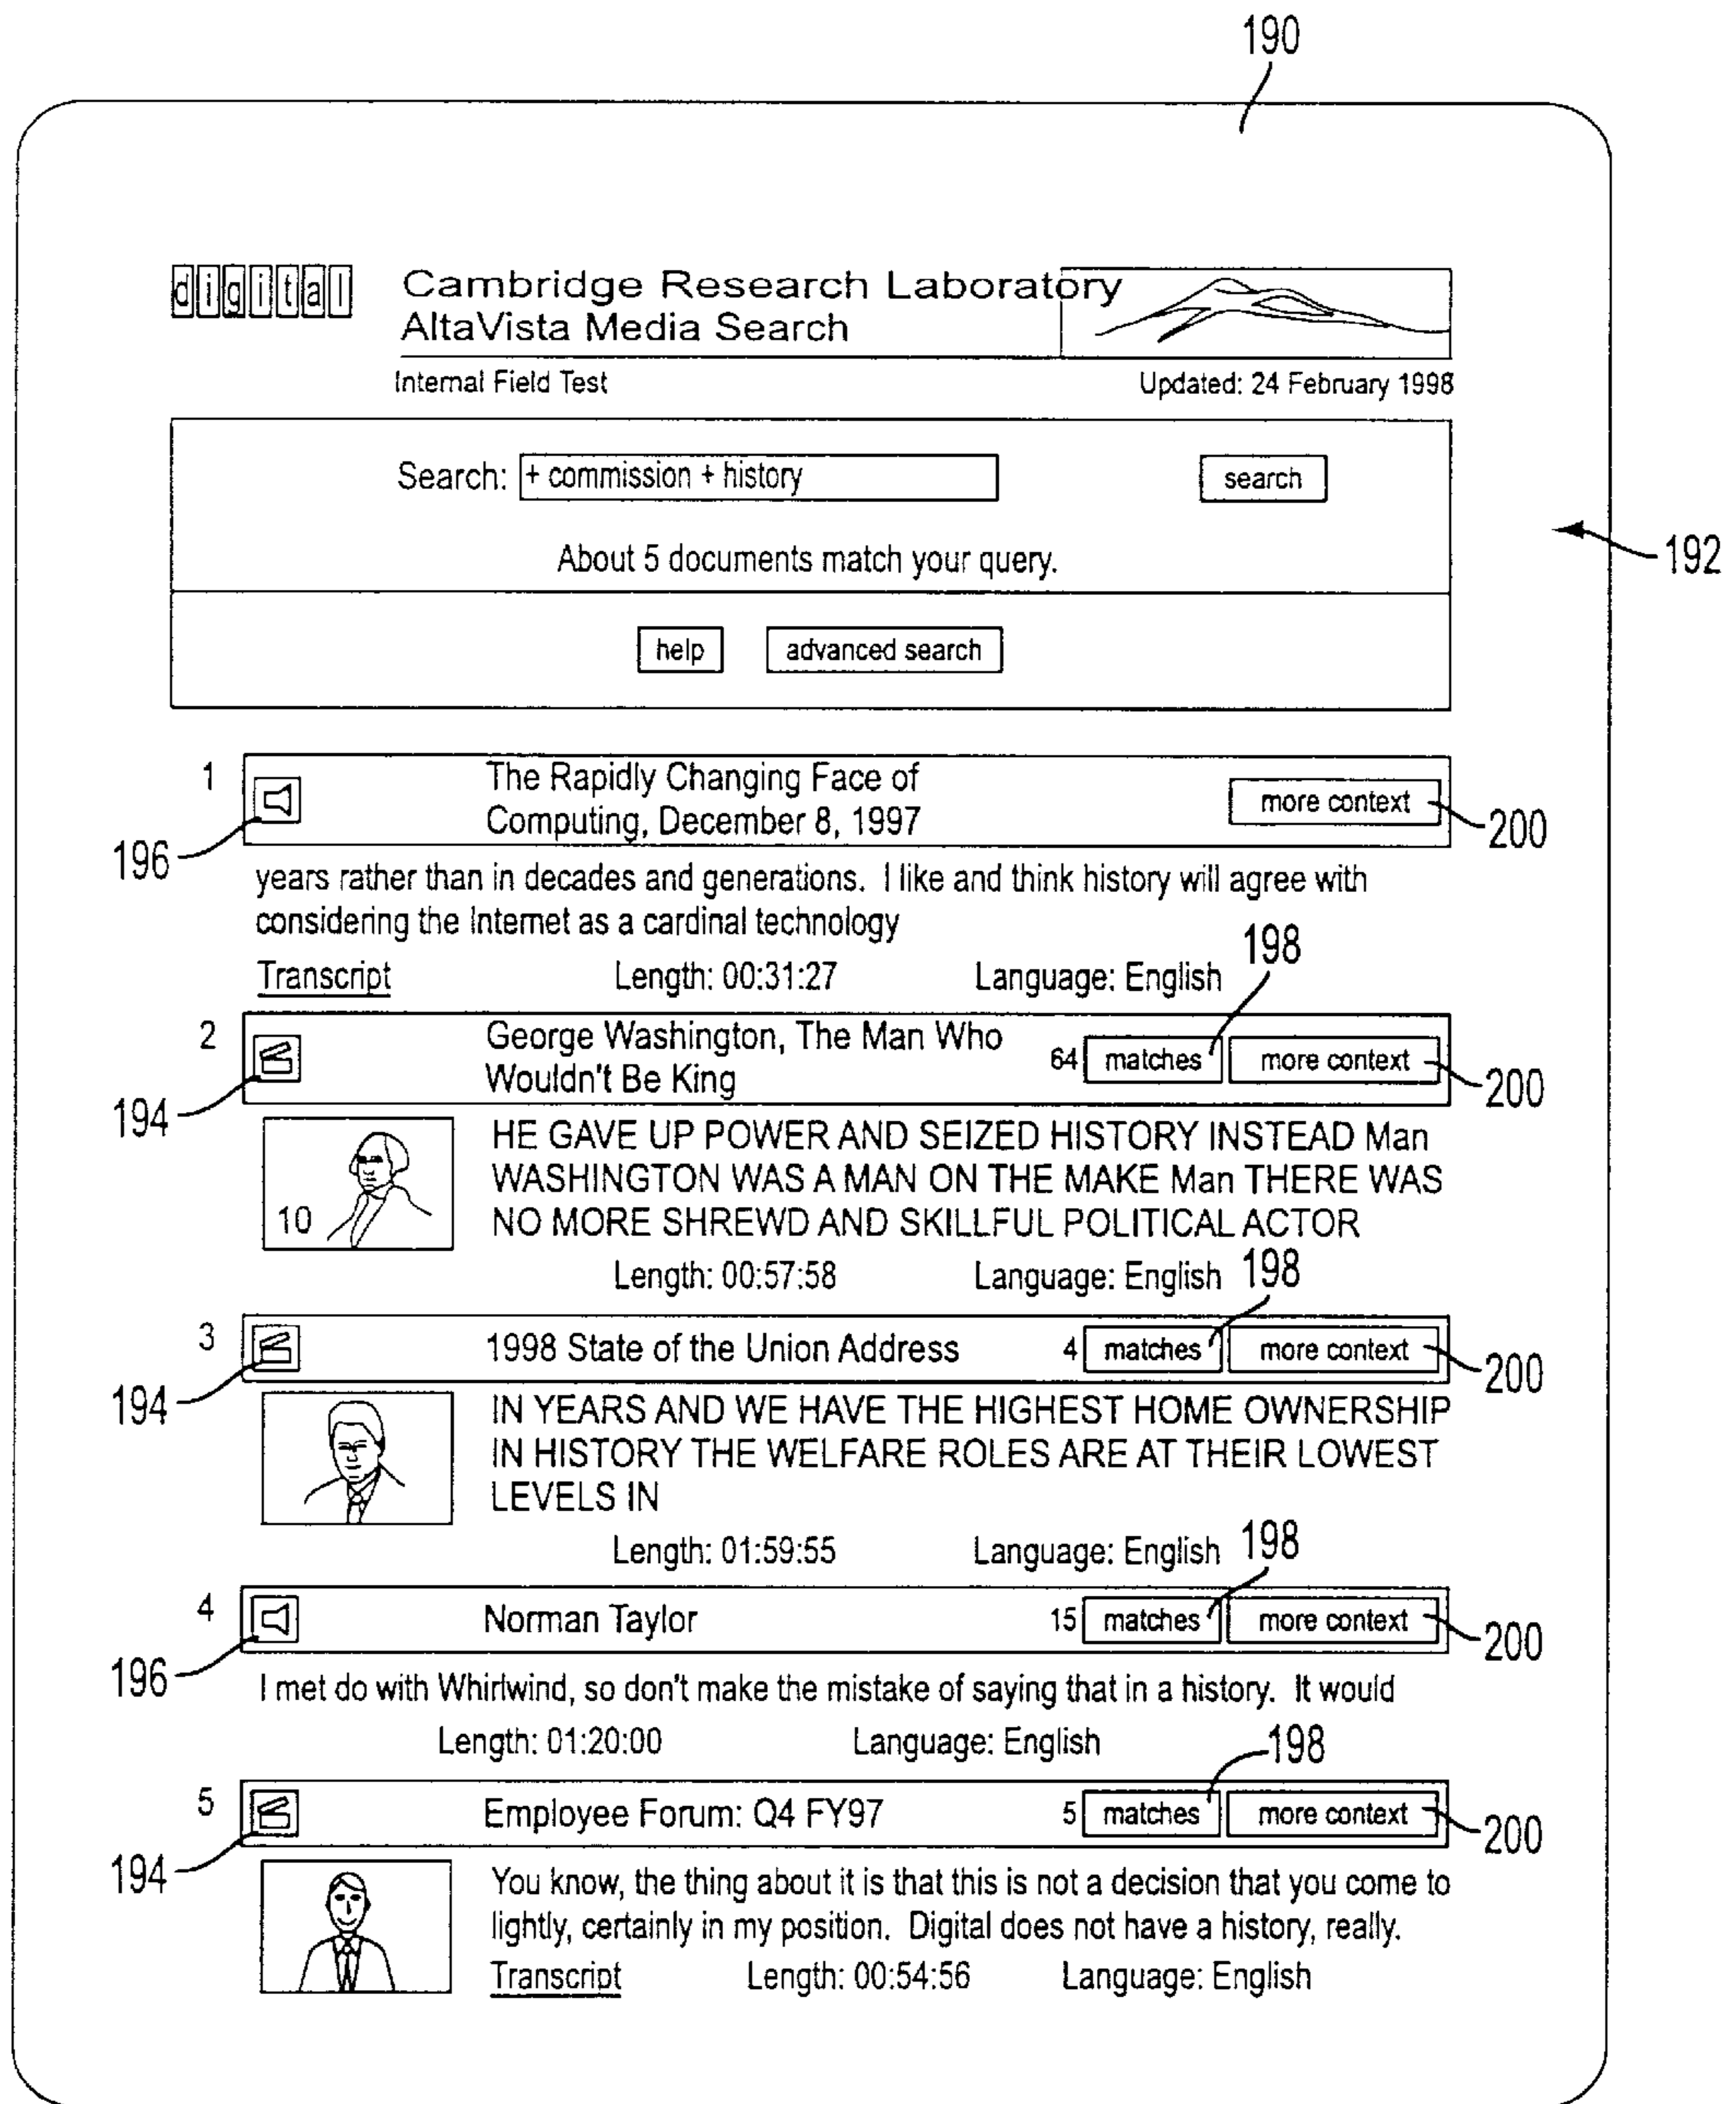 190
digital
Cambridge Research Laboratory
AltaVista Media Search
Internal Field Test Updated: 24 February 1998
Search: + commission + history search
192
About 5 documents match your query.
help advanced search
1 The Rapidly Changing Face of
Computing, December 8, 1997 more context 200
196
years rather than in decades and generations. I like and think history will agree with
considering the Internet as a cardinal technology
198
Transcript Length: 00:31:27 Language: English
2 George Washington, The Man Who
Wouldn't Be King 64 matches more context 200
194
HE GAVE UP POWER AND SEIZED HISTORY INSTEAD Man
WASHINGTON WAS A MAN ON THE MAKE Man THERE WAS
10 NO MORE SHREWD AND SKILLFUL POLITICAL ACTOR
Length: 00:57:58 Language: English 198
3 1998 State of the Union Address 4 matches more context 200
194
IN YEARS AND WE HAVE THE HIGHEST HOME OWNERSHIP
IN HISTORY THE WELFARE ROLES ARE AT THEIR LOWEST
LEVELS IN
Length: 01:59:55 Language: English 198
4 Norman Taylor 15 matches more context 200
196
I met do with Whirlwind, so don't make the mistake of saying that in a history. It would
Length: 01:20:00 Language: English 198
5 Employee Forum: Q4 FY97 5 matches more context 200
194
You know, the thing about it is that this is not a decision that you come to
lightly, certainly in my position. Digital does not have a history, really.
Transcript Length: 00:54:56 Language: English